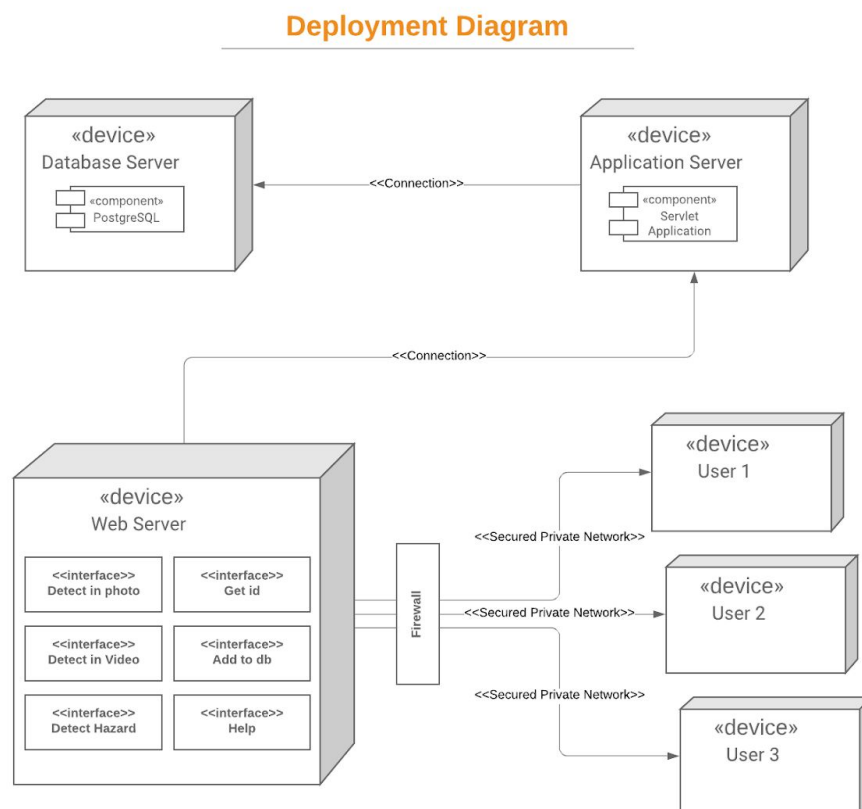 Deployment Diagram
«device»
Database Server
«component»
PostgreSQL
<<Connection>>
«device»
Application Server
«component»
Servlet
Application
<<Connection>>
«device»
Web Server
<<interface>>
Detect in photo
<<interface>>
Get id
<<interface>>
Detect in Video
<<interface>>
Add to db
<<interface>>
Detect Hazard
<<interface>>
Help
Firewall
<<Secured Private Network>>
<<Secured Private Network>>
<<Secured Private Network>>
«device»
User 1
«device»
User 2
«device»
User 3